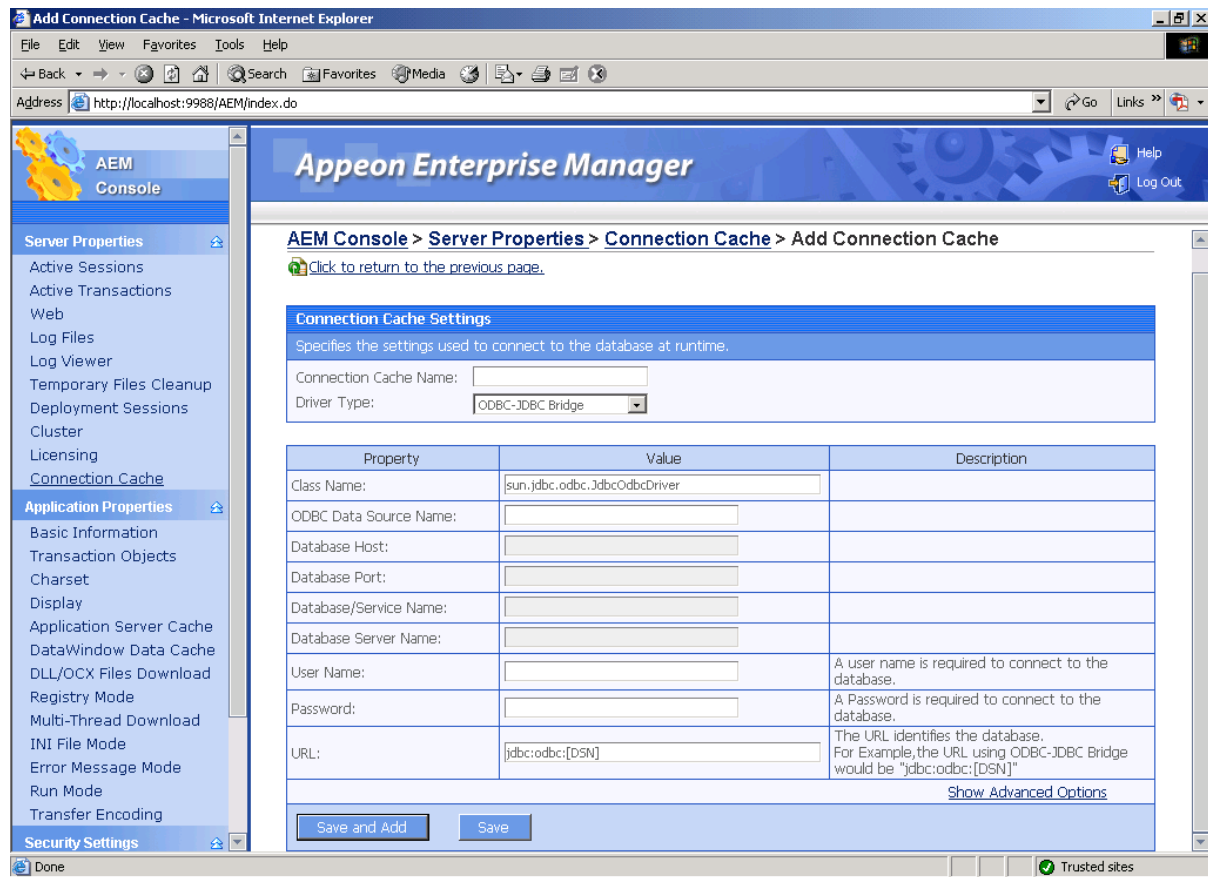 Add Connection Cache - Microsoft Internet Explorer
File Edit View Favorites Tools Help
Back Search Favorites Media
Address http://localhost:9988/AEM/index.do Go Links »
AEM
Console
Appeon Enterprise Manager
Help
Log Out
Server Properties
Active Sessions
Active Transactions
Web
Log Files
Log Viewer
Temporary Files Cleanup
Deployment Sessions
Cluster
Licensing
Connection Cache
Application Properties
Basic Information
Transaction Objects
Charset
Display
Application Server Cache
DataWindow Data Cache
DLL/OCX Files Download
Registry Mode
Multi-Thread Download
INI File Mode
Error Message Mode
Run Mode
Transfer Encoding
Security Settings
AEM Console > Server Properties > Connection Cache > Add Connection Cache
Click to return to the previous page.
Connection Cache Settings
Specifies the settings used to connect to the database at runtime.
Connection Cache Name:
Driver Type: ODBC-JDBC Bridge
Property Value Description
Class Name: sun.jdbc.odbc.JdbcOdbcDriver
ODBC Data Source Name:
Database Host:
Database Port:
Database/Service Name:
Database Server Name:
User Name: A user name is required to connect to the
database.
Password: A Password is required to connect to the
database.
URL: jdbc:odbc:[DSN] The URL identifies the database.
For Example,the URL using ODBC-JDBC Bridge
would be "jdbc:odbc:[DSN]"
Show Advanced Options
Save and Add Save
Done Trusted sites